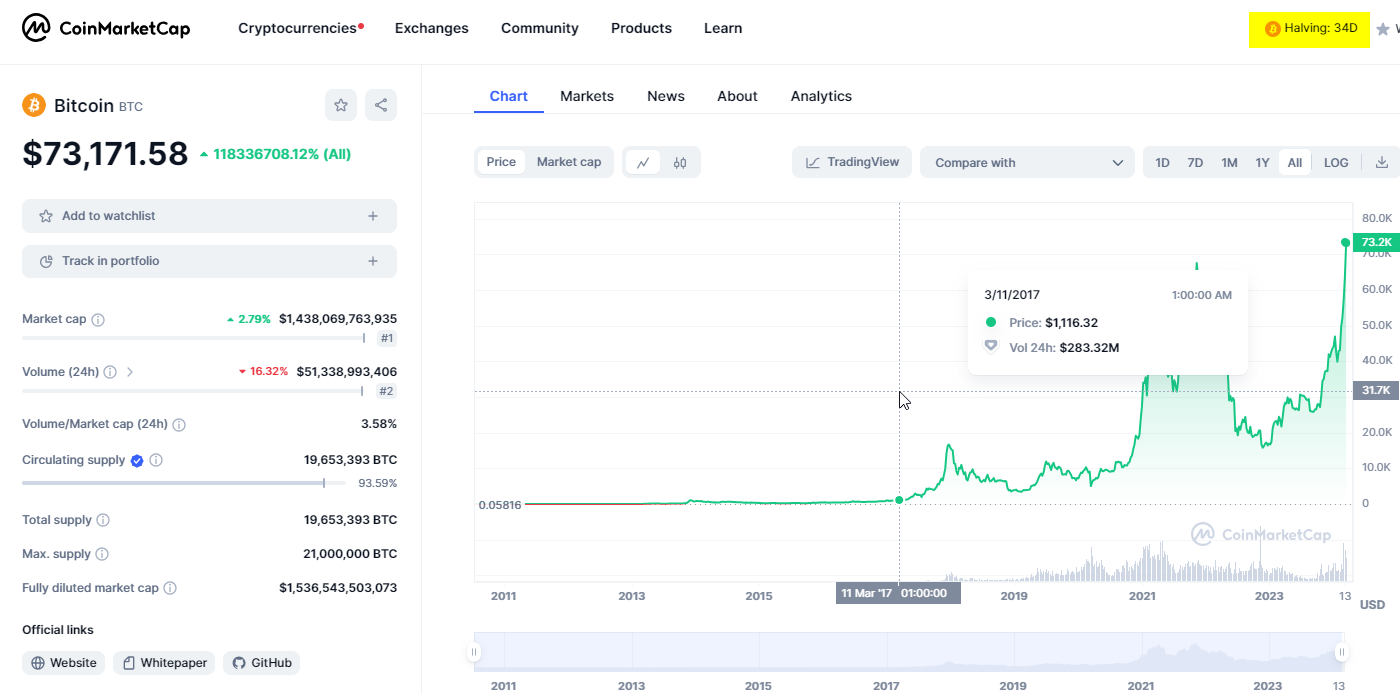 CoinMarketCap
Cryptocurrencies Exchanges Community Products Learn
Halving: 34D
Bitcoin BTC
$73,171.58 118336708.12% (All)
Add to watchlist +
Track in portfolio +
Market cap 2.79% $1,438,069,763,935
#1
Volume (24h) 16.32% $51,338,993,406
#2
Volume/Market cap (24h) 3.58%
Circulating supply 19,653,393 BTC
93.59%
Total supply 19,653,393 BTC
Max. supply 21,000,000 BTC
Fully diluted market cap $1,536,543,503,073
Official links
Website Whitepaper GitHub
Chart Markets News About Analytics
Price Market cap TradingView Compare with 1D 7D 1M 1Y All LOG
80.0K
73.2K
70.0K
60.0K
50.0K
40.0K
31.7K
20.0K
10.0K
0
3/11/2017 1:00:00 AM
Price: $1,116.32
Vol 24h: $283.32M
0.05816
CoinMarketCap
2011 2013 2015 11 Mar '17 01:00:00 2019 2021 2023 13
USD
2011 2013 2015 2017 2019 2021 2023 13